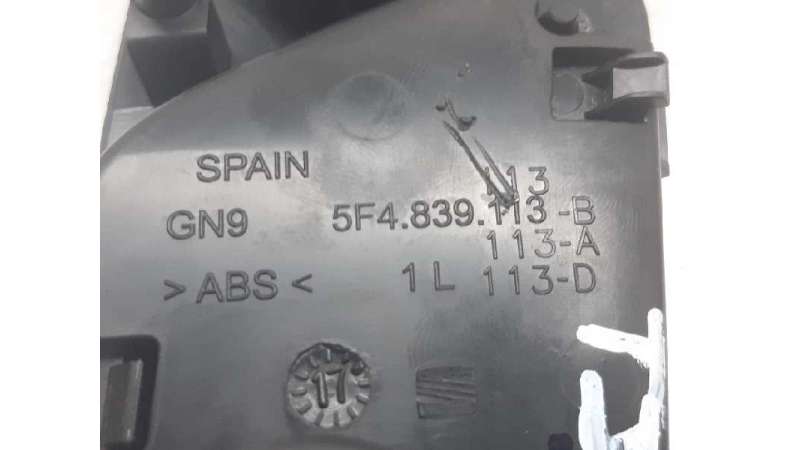 SPAIN 113
GN9 5F4.839.113-B
113-A
>ABS< 1L 113-D
17